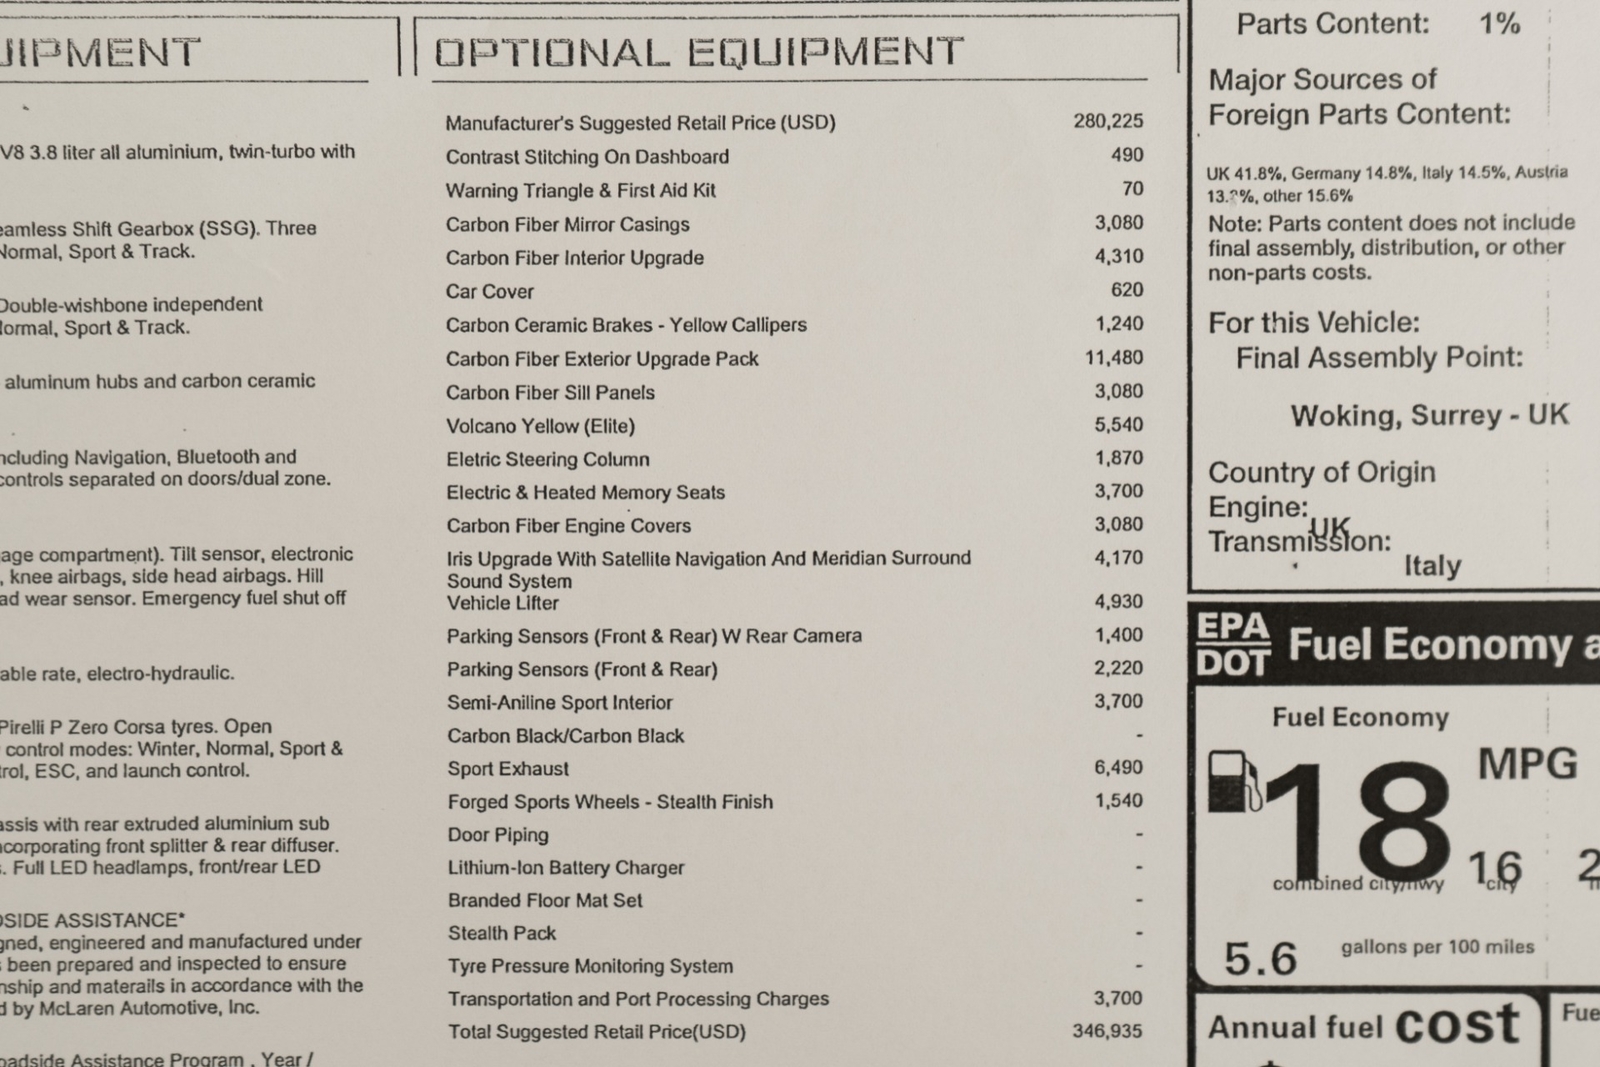 UIPMENT
V8 3.8 liter all aluminium, twin-turbo with
eamless Shift Gearbox (SSG). Three
Normal, Sport & Track.
Double-wishbone independent
Normal, Sport & Track.
aluminum hubs and carbon ceramic
ncluding Navigation, Bluetooth and
controls separated on doors/dual zone.
age compartment). Tilt sensor, electronic
, knee airbags, side head airbags. Hill
ad wear sensor. Emergency fuel shut off
able rate, electro-hydraulic.
Pirelli P Zero Corsa tyres. Open
control modes: Winter, Normal, Sport &
trol, ESC, and launch control.
assis with rear extruded aluminium sub
ncorporating front splitter & rear diffuser.
s. Full LED headlamps, front/rear LED
DSIDE ASSISTANCE*
gned, engineered and manufactured under
s been prepared and inspected to ensure
nship and materails in accordance with the
d by McLaren Automotive, Inc.
oadside Assistance Program , Year /
OPTIONAL EQUIPMENT
Manufacturer's Suggested Retail Price (USD) 280,225
Contrast Stitching On Dashboard 490
Warning Triangle & First Aid Kit 70
Carbon Fiber Mirror Casings 3,080
Carbon Fiber Interior Upgrade 4,310
Car Cover 620
Carbon Ceramic Brakes - Yellow Callipers 1,240
Carbon Fiber Exterior Upgrade Pack 11,480
Carbon Fiber Sill Panels 3,080
Volcano Yellow (Elite) 5,540
Eletric Steering Column 1,870
Electric & Heated Memory Seats 3,700
Carbon Fiber Engine Covers 3,080
Iris Upgrade With Satellite Navigation And Meridian Surround 4,170
Sound System
Vehicle Lifter 4,930
Parking Sensors (Front & Rear) W Rear Camera 1,400
Parking Sensors (Front & Rear) 2,220
Semi-Aniline Sport Interior 3,700
Carbon Black/Carbon Black -
Sport Exhaust 6,490
Forged Sports Wheels - Stealth Finish 1,540
Door Piping -
Lithium-Ion Battery Charger -
Branded Floor Mat Set -
Stealth Pack -
Tyre Pressure Monitoring System -
Transportation and Port Processing Charges 3,700
Total Suggested Retail Price(USD) 346,935
Parts Content: 1%
Major Sources of
Foreign Parts Content:
UK 41.8%, Germany 14.8%, Italy 14.5%, Austria
other 15.6%
Note: Parts content does not include
final assembly, distribution, or other
non-parts costs.
For this Vehicle:
Final Assembly Point:
Woking, Surrey - UK
Country of Origin
Engine:
UK
Transmission:
Italy
EPA
DOT
Fuel Economy a
Fuel Economy
18 MPG
16 2
combined city/hwy city
5.6 gallons per 100 miles
Annual fuel cost
Fue